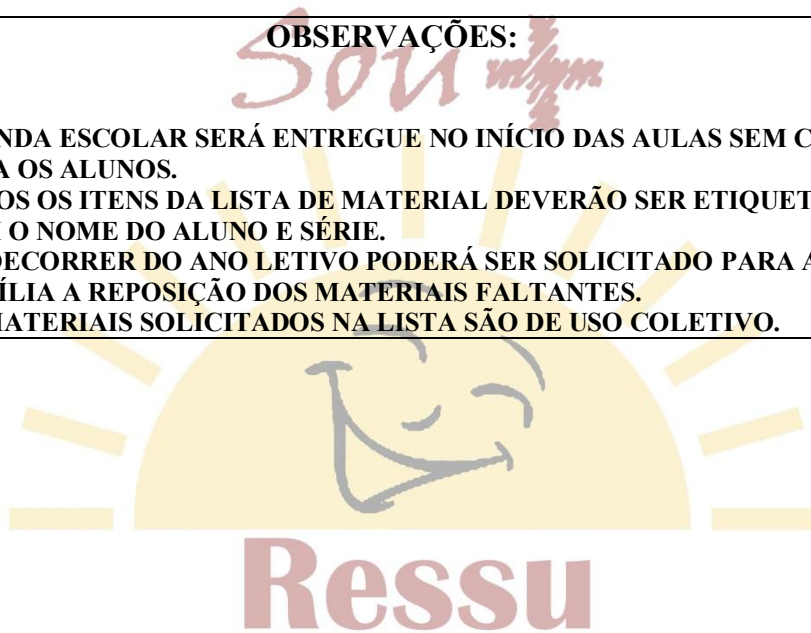 Sou+
OBSERVAÇÕES:
NDA ESCOLAR SERÁ ENTREGUE NO INÍCIO DAS AULAS SEM C
A OS ALUNOS.
OS OS ITENS DA LISTA DE MATERIAL DEVERÃO SER ETIQUET
O NOME DO ALUNO E SÉRIE.
DECORRER DO ANO LETIVO PODERÁ SER SOLICITADO PARA A
ÍLIA A REPOSIÇÃO DOS MATERIAIS FALTANTES.
MATERIAIS SOLICITADOS NA LISTA SÃO DE USO COLETIVO.
Ressu